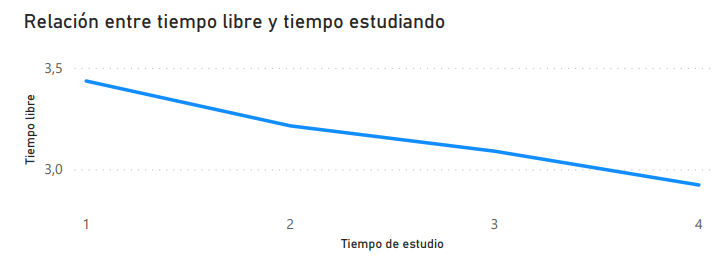 Relación entre tiempo libre y tiempo estudiando
3,5
Tiempo libre
3,0
1 2 3 4
Tiempo de estudio